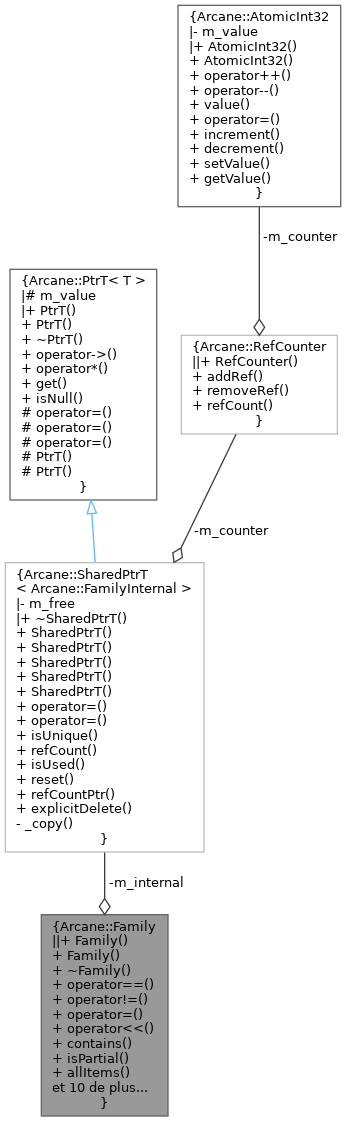 {Arcane::AtomicInt32
|- m_value
|+ AtomicInt32()
+ AtomicInt32()
+ operator++()
+ operator--()
+ value()
+ operator=()
+ increment()
+ decrement()
+ setValue()
+ getValue()
}
-m_counter
{Arcane::PtrT< T >
|# m_value
|+ PtrT()
+ PtrT()
+ ~PtrT()
+ operator->()
+ operator*()
+ get()
+ isNull()
# operator=()
# operator=()
# operator=()
# PtrT()
# PtrT()
}
{Arcane::RefCounter
||+ RefCounter()
+ addRef()
+ removeRef()
+ refCount()
}
-m_counter
{Arcane::SharedPtrT
< Arcane::FamilyInternal >
|- m_free
|+ ~SharedPtrT()
+ SharedPtrT()
+ SharedPtrT()
+ SharedPtrT()
+ SharedPtrT()
+ SharedPtrT()
+ operator=()
+ operator=()
+ isUnique()
+ refCount()
+ isUsed()
+ reset()
+ refCountPtr()
+ explicitDelete()
- _copy()
}
-m_internal
{Arcane::Family
||+ Family()
+ Family()
+ ~Family()
+ operator==()
+ operator!=()
+ operator=()
+ operator<<()
+ contains()
+ isPartial()
+ allItems()
et 10 de plus...
}